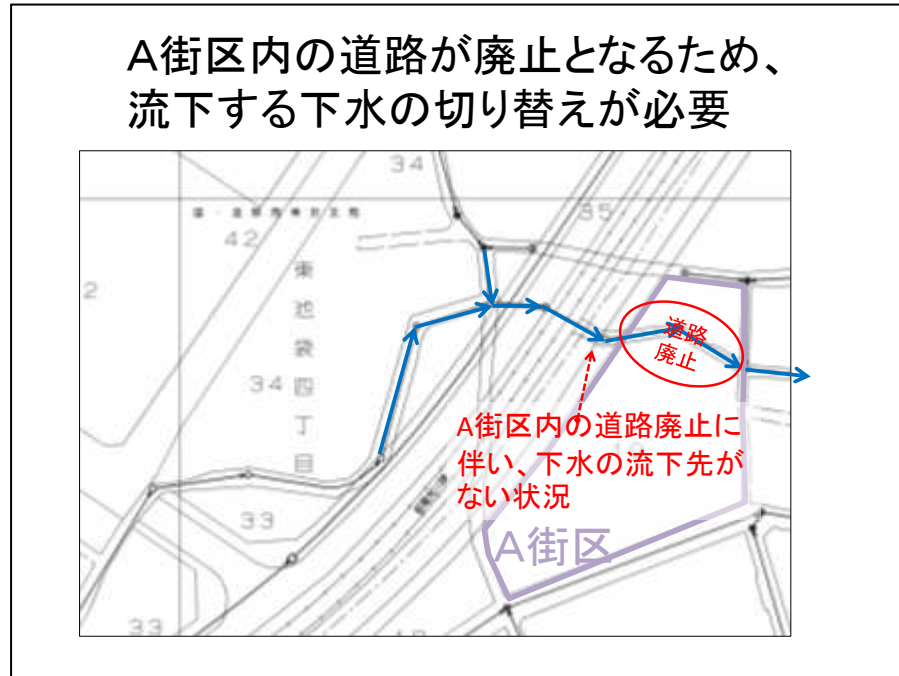 A街区内の道路が廃止となるため、
流下する下水の切り替えが必要
34
35
42
東池袋四丁目
2
道路
廃止
34
A街区内の道路廃止に
伴い、下水の流下先が
ない状況
33
A街区
33